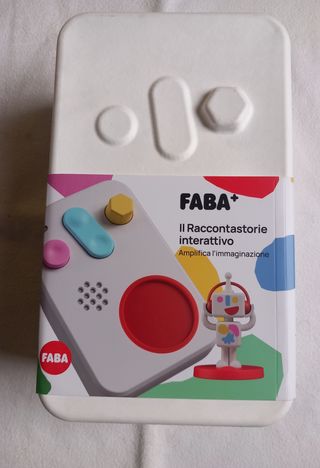 FABA+
Il Raccontastorie
interattivo
Amplifica l'immaginazione
FABA